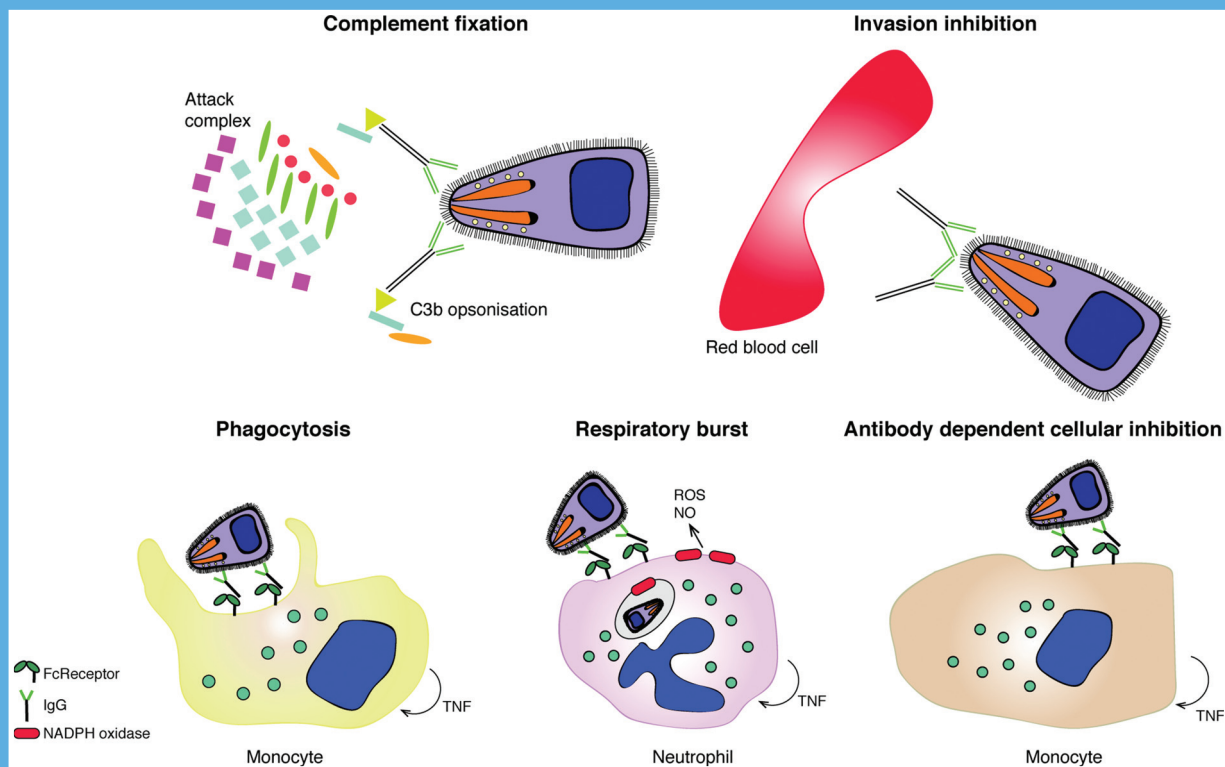 Complement fixation
Invasion inhibition
Attack
complex
C3b opsonisation
Red blood cell
Phagocytosis
Respiratory burst
Antibody dependent cellular inhibition
ROS
NO
FcReceptor
IgG
NADPH oxidase
TNF
TNF
TNF
Monocyte
Neutrophil
Monocyte